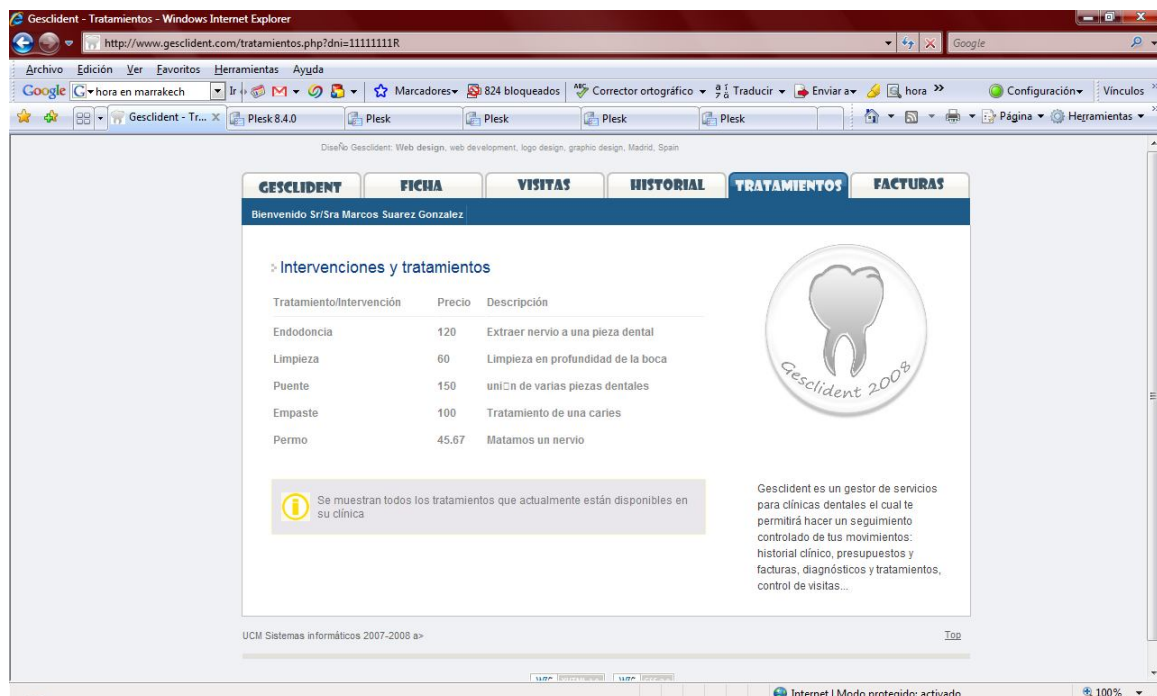 Gesclident - Tratamientos - Windows Internet Explorer
http://www.gesclident.com/tratamientos.php?dni=11111111R
Google
Archivo Edición Ver Favoritos Herramientas Ayuda
Google hora en marrakech Ir Marcadores 824 bloqueados Corrector ortográfico Traducir Enviar a hora » Configuración Vínculos »
Gesclident - Tr... X Plesk 8.4.0 Plesk Plesk Plesk Plesk Página Herramientas »
Diseño Gesclident: Web design, web development, logo design, graphic design, Madrid, Spain
GESCLIDENT FICHA VISITAS HISTORIAL TRATAMIENTOS FACTURAS
Bienvenido Sr/Sra Marcos Suarez Gonzalez
Intervenciones y tratamientos
Tratamiento/Intervención Precio Descripción
Endodoncia 120 Extraer nervio a una pieza dental
Limpieza 60 Limpieza en profundidad de la boca
Puente 150 uni□n de varias piezas dentales
Empaste 100 Tratamiento de una caries
Permo 45.67 Matamos un nervio
Gesclident 2008
Se muestran todos los tratamientos que actualmente están disponibles en
su clínica
Gesclident es un gestor de servicios
para clínicas dentales el cual te
permitirá hacer un seguimiento
controlado de tus movimientos:
historial clínico, presupuestos y
facturas, diagnósticos y tratamientos,
control de visitas...
UCM Sistemas informáticos 2007-2008 a>
Top
Internet | Modo protegido: activado 100%